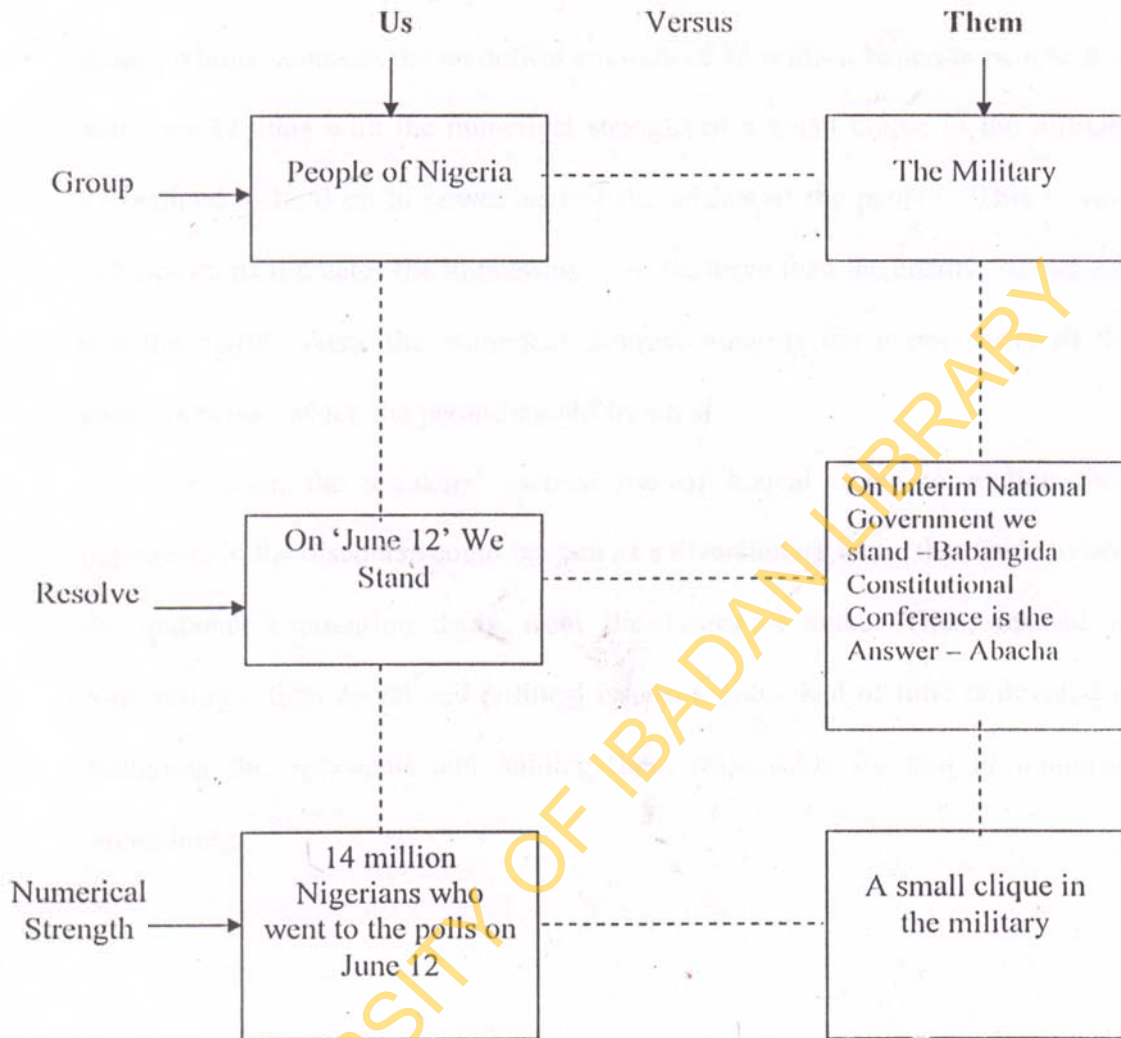 Us Versus Them
Group
People of Nigeria
The Military
Resolve
On ‘June 12’ We
Stand
On Interim National
Government we
stand - Babangida
Constitutional
Conference is the
Answer – Abacha
Numerical
Strength
14 million
Nigerians who
went to the polls on
June 12
A small clique in
the military
UNIVERSITY OF IBADAN LIBRARY